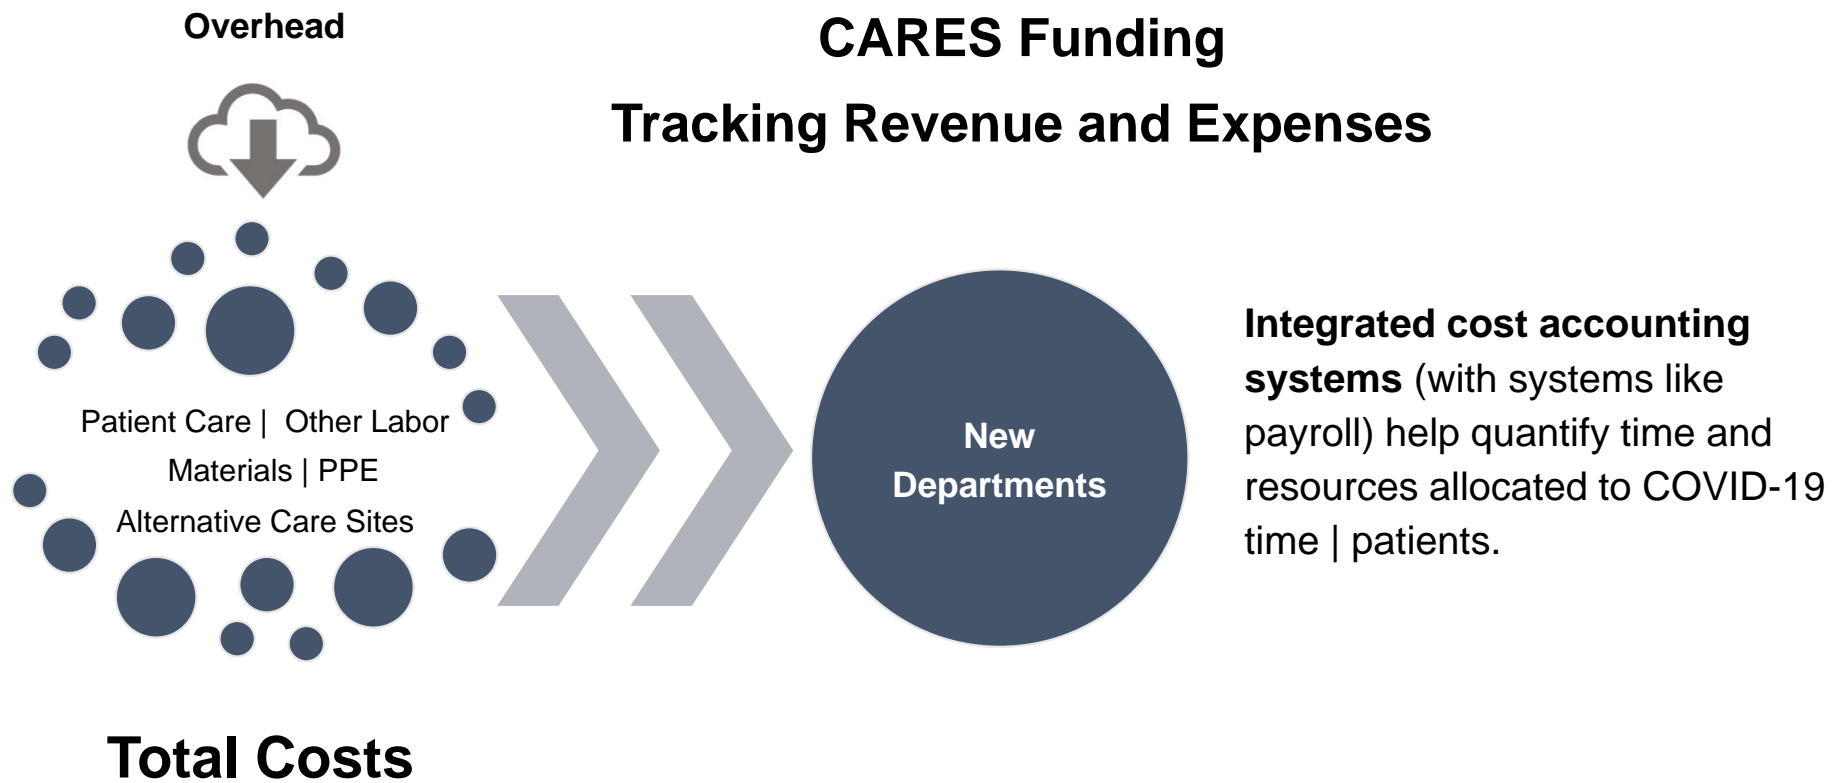 Overhead
CARES Funding
Tracking Revenue and Expenses
Patient Care | Other Labor
Materials | PPE
Alternative Care Sites
New
Departments
Integrated cost accounting
systems (with systems like
payroll) help quantify time and
resources allocated to COVID-19
time | patients.
Total Costs